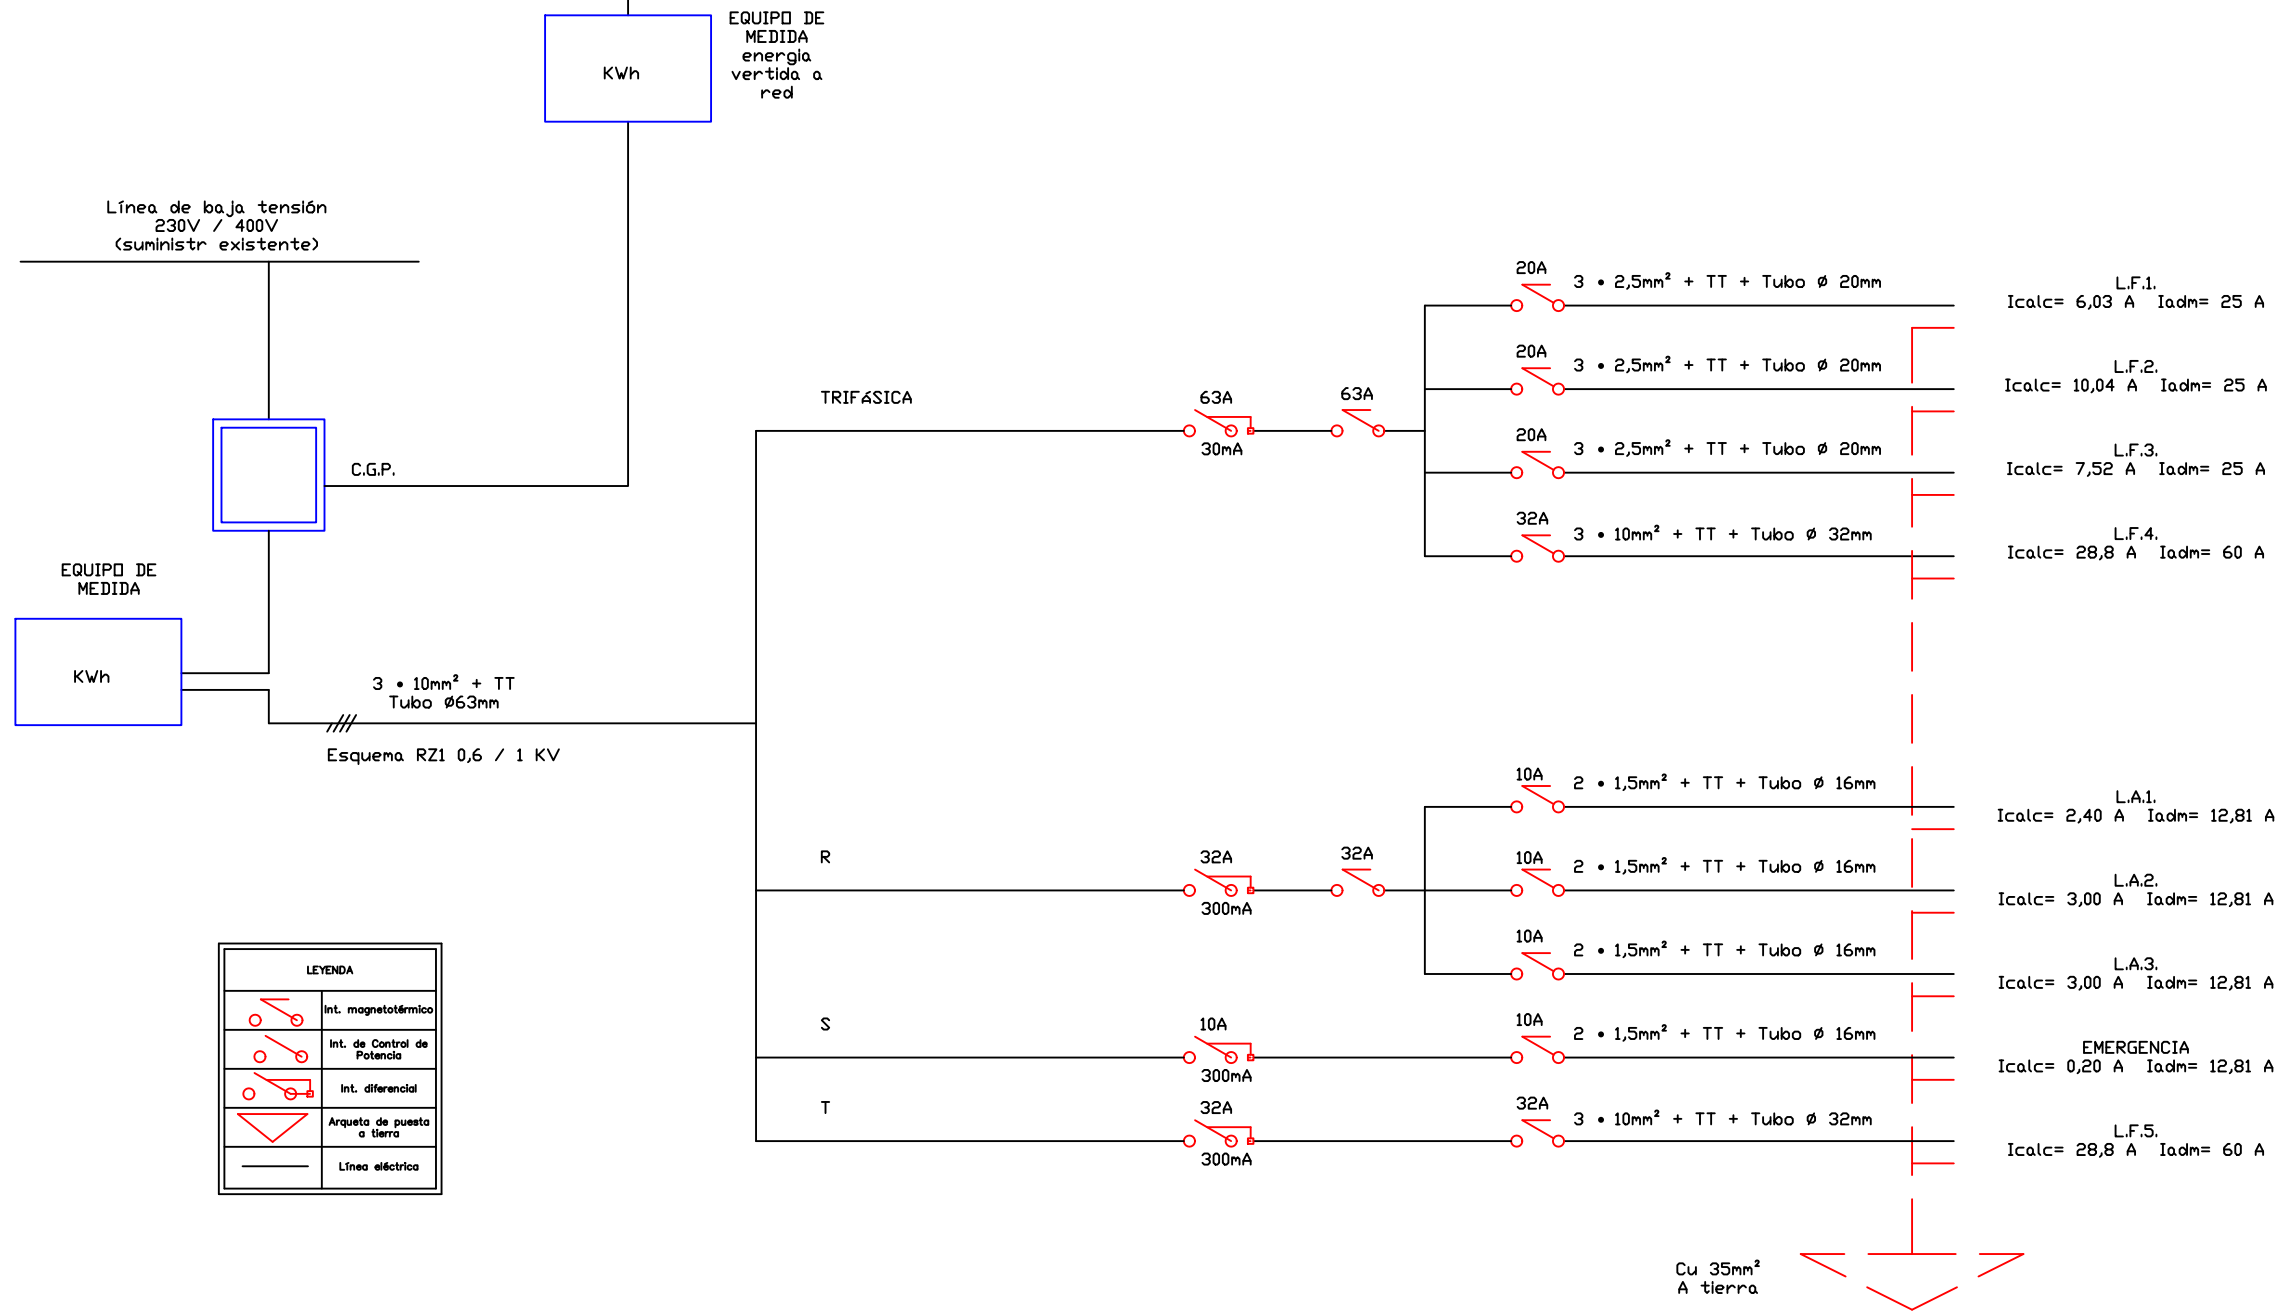 EQUIPO DE
MEDIDA
energia
vertida a
red
KWh
Línea de baja tensión
230V / 400V
(suministr existente)
C.G.P.
EQUIPO DE
MEDIDA
KWh
3 • 10mm² + TT
Tubo Ø63mm
Esquema RZ1 0,6 / 1 KV
TRIFáSICA
63A
30mA
63A
20A
3 • 2,5mm² + TT + Tubo Ø 20mm
L.F.1.
Icalc= 6,03 A Iadm= 25 A
20A
3 • 2,5mm² + TT + Tubo Ø 20mm
L.F.2.
Icalc= 10,04 A Iadm= 25 A
20A
3 • 2,5mm² + TT + Tubo Ø 20mm
L.F.3.
Icalc= 7,52 A Iadm= 25 A
32A
3 • 10mm² + TT + Tubo Ø 32mm
L.F.4.
Icalc= 28,8 A Iadm= 60 A
R
32A
300mA
32A
10A
2 • 1,5mm² + TT + Tubo Ø 16mm
L.A.1.
Icalc= 2,40 A Iadm= 12,81 A
10A
2 • 1,5mm² + TT + Tubo Ø 16mm
L.A.2.
Icalc= 3,00 A Iadm= 12,81 A
10A
2 • 1,5mm² + TT + Tubo Ø 16mm
L.A.3.
Icalc= 3,00 A Iadm= 12,81 A
S
10A
300mA
10A
2 • 1,5mm² + TT + Tubo Ø 16mm
EMERGENCIA
Icalc= 0,20 A Iadm= 12,81 A
T
32A
300mA
32A
3 • 10mm² + TT + Tubo Ø 32mm
L.F.5.
Icalc= 28,8 A Iadm= 60 A
Cu 35mm²
A tierra
LEYENDA
Int. magnetotérmico
Int. de Control de
Potencia
Int. diferencial
Arqueta de puesta
a tierra
Línea eléctrica